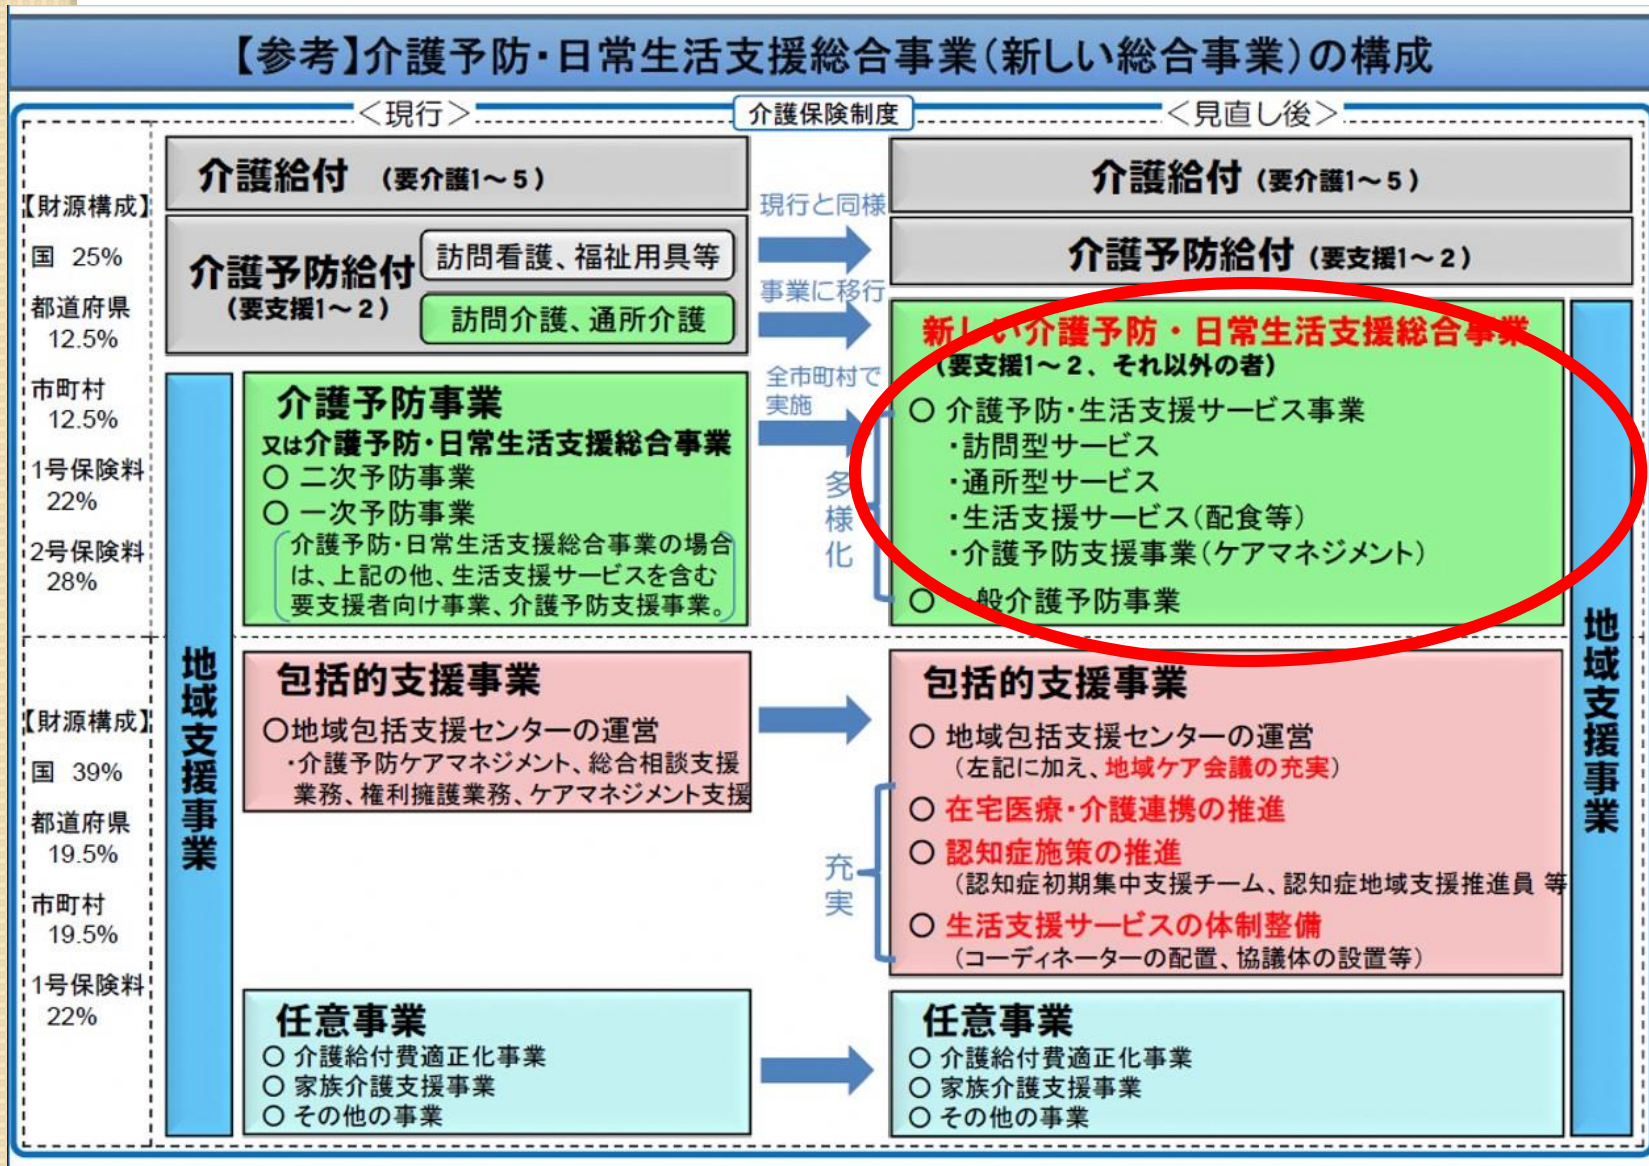 【参考】介護予防・日常生活支援総合事業(新しい総合事業)の構成
介護保険制度
<現行>
<見直し後>
【財源構成】
国 25%
都道府県
12.5%
市町村
12.5%
1号保険料
22%
2号保険料
28%
【財源構成】
国 39%
都道府県
19.5%
市町村
19.5%
1号保険料
22%
介護給付 (要介護1~5)
介護予防給付
(要支援1~2)
訪問看護、福祉用具等
訪問介護、通所介護
地域支援事業
介護予防事業
又は介護予防・日常生活支援総合事業
○ 二次予防事業
○ 一次予防事業
介護予防・日常生活支援総合事業の場合
は、上記の他、生活支援サービスを含む
要支援者向け事業、介護予防支援事業。
包括的支援事業
○地域包括支援センターの運営
・介護予防ケアマネジメント、総合相談支援
業務、権利擁護業務、ケアマネジメント支援
任意事業
○ 介護給付費適正化事業
○ 家族介護支援事業
○ その他の事業
現行と同様
事業に移行
全市町村で
実施
多様化
充実
介護給付 (要介護1~5)
介護予防給付 (要支援1~2)
新しい介護予防・日常生活支援総合事業
(要支援1~2、それ以外の者)
○ 介護予防・生活支援サービス事業
・訪問型サービス
・通所型サービス
・生活支援サービス(配食等)
・介護予防支援事業(ケアマネジメント)
○ 一般介護予防事業
包括的支援事業
○ 地域包括支援センターの運営
(左記に加え、地域ケア会議の充実)
○ 在宅医療・介護連携の推進
○ 認知症施策の推進
(認知症初期集中支援チーム、認知症地域支援推進員 等
○ 生活支援サービスの体制整備
(コーディネーターの配置、協議体の設置等)
任意事業
○ 介護給付費適正化事業
○ 家族介護支援事業
○ その他の事業
地域支援事業